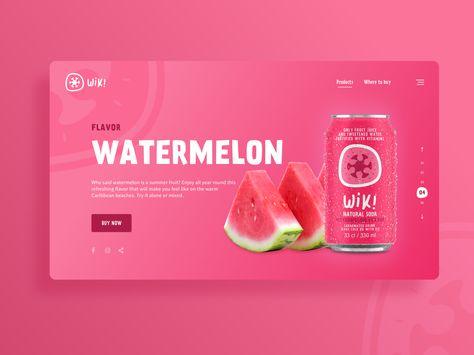 WiK!
Products
Where to buy
FLAVOR
WATERMELON
Who said watermelon is a summer fruit? Enjoy all year round this
refreshing flavor that will make you feel like on the warm
Caribbean beaches. Try it alone or mixed.
BUY NOW
04
ONLY FRUIT JUICE
AND SWEETENED WATER,
FORTIFIED WITH VITAMINS
WiK!
NATURAL SODA
33 cl / 330 ml